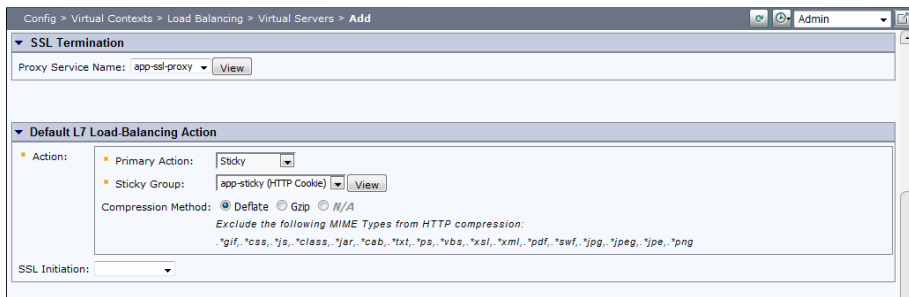 Config > Virtual Contexts > Load Balancing > Virtual Servers > Add
Admin
SSL Termination
Proxy Service Name: app-ssl-proxy View
Default L7 Load-Balancing Action
* Action:
* Primary Action: Sticky
* Sticky Group: app-sticky (HTTP Cookie) View
Compression Method: Deflate Gzip N/A
Exclude the following MIME Types from HTTP compression:
.*gif,.*css,.*js,.*class,.*jar,.*cab,.*txt,.*ps,.*vbs,.*xsl,.*xml,.*pdf,.*swf,.*jpg,.*jpeg,.*jpe,.*png
SSL Initiation: